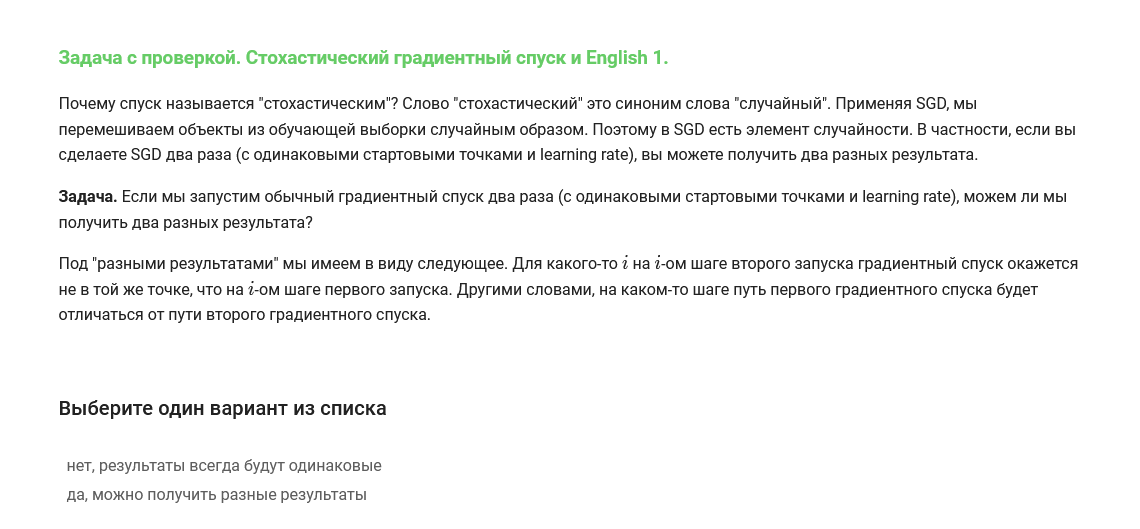 Задача с проверкой. Стохастический градиентный спуск и English 1.
Почему спуск называется "стохастическим"? Слово "стохастический" это синоним слова "случайный". Применяя SGD, мы
перемешиваем объекты из обучающей выборки случайным образом. Поэтому в SGD есть элемент случайности. В частности, если вы
сделаете SGD два раза (с одинаковыми стартовыми точками и learning rate), вы можете получить два разных результата.
Задача. Если мы запустим обычный градиентный спуск два раза (с одинаковыми стартовыми точками и learning rate), можем ли мы
получить два разных результата?
Под "разными результатами" мы имеем в виду следующее. Для какого-то i на i-ом шаге второго запуска градиентный спуск окажется
не в той же точке, что на i-ом шаге первого запуска. Другими словами, на каком-то шаге путь первого градиентного спуска будет
отличаться от пути второго градиентного спуска.
Выберите один вариант из списка
нет, результаты всегда будут одинаковые
да, можно получить разные результаты